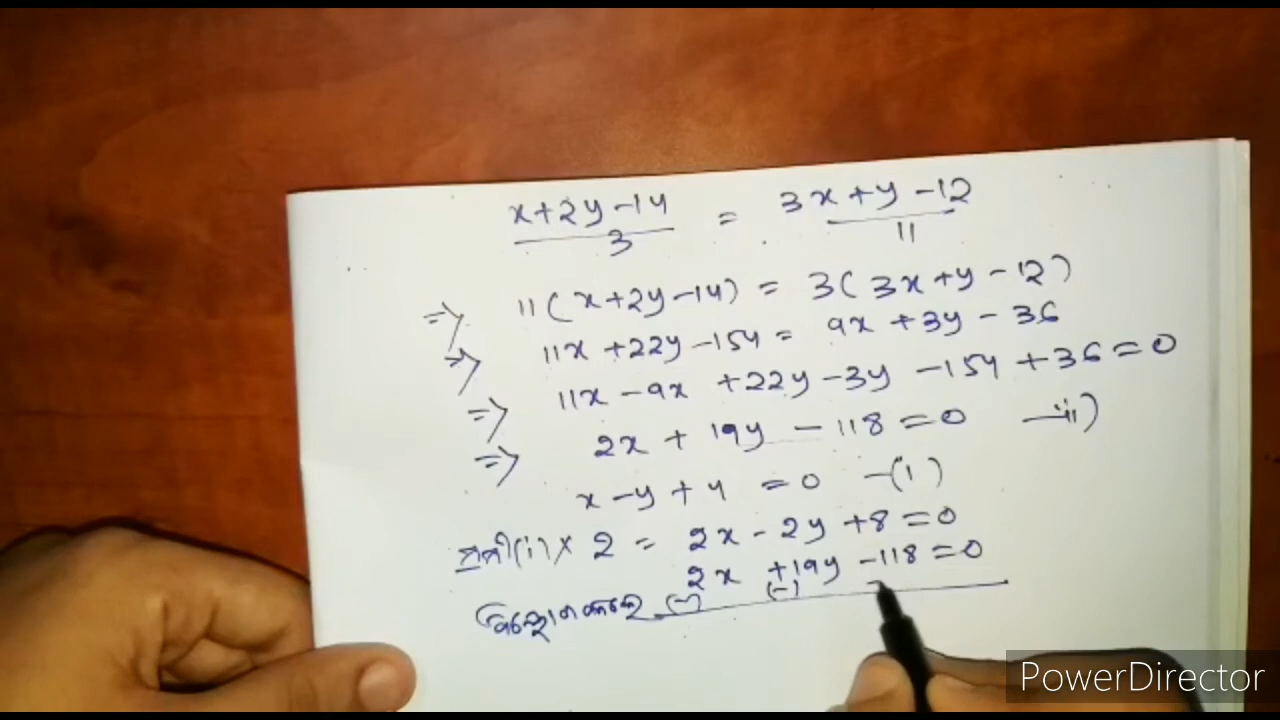 x+2y-14 = 3x+y-12
3 11
=> 11(x+2y-14) = 3(3x+y-12)
=> 11x+22y-154 = 9x+3y-36
=> 11x-9x+22y-3y-154+36=0
=> 2x+19y-118=0 —ii)
x-y+4=0 -(1)
ସମୀ(i)×2 = 2x-2y+8=0
2x+19y-118=0
ବିୟୋଗକଲେ (-) (-)
PowerDirector